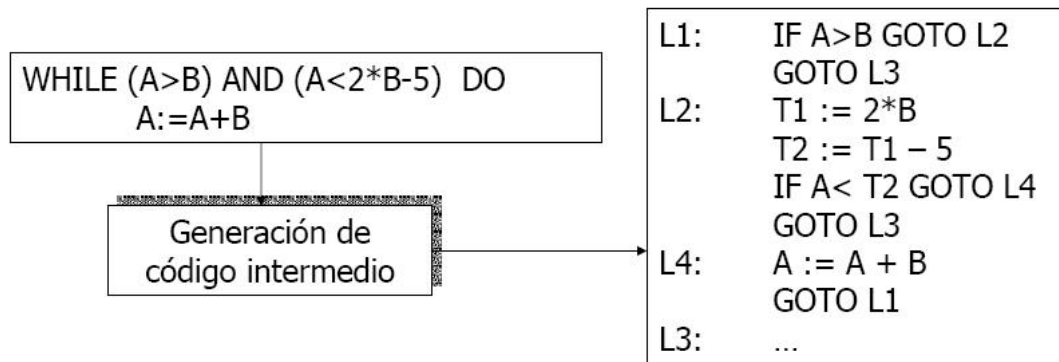 WHILE (A>B) AND (A<2*B-5) DO
A:=A+B
Generación de
código intermedio
L1: IF A>B GOTO L2
GOTO L3
L2: T1 := 2*B
T2 := T1 – 5
IF A< T2 GOTO L4
GOTO L3
L4: A := A + B
GOTO L1
L3: ...